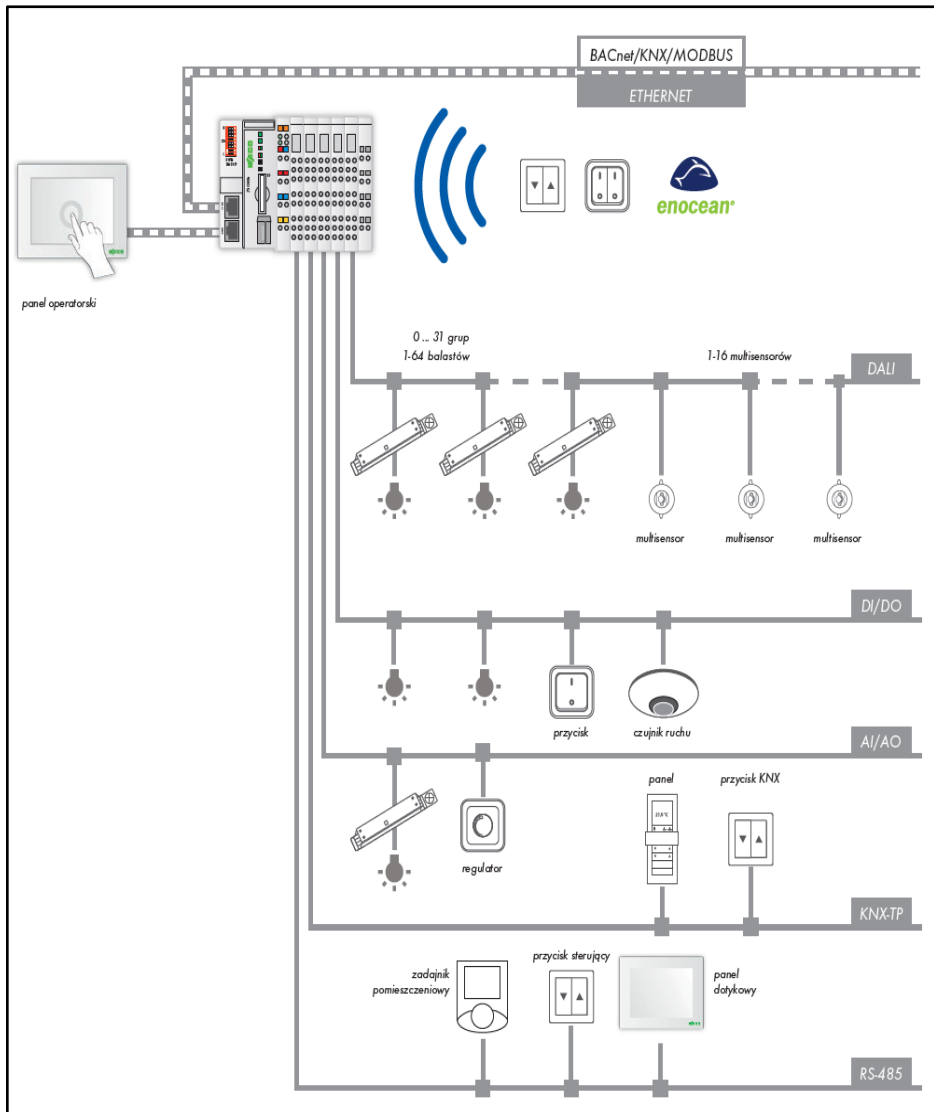 BACnet/KNX/MODBUS
ETHERNET
enocean®
panel operatorski
0 ... 31 grup
1-64 balastów
1-16 multisensorów
DALI
multisensor
multisensor
multisensor
DI/DO
przycisk
czujnik ruchu
AI/AO
regulator
panel
przycisk KNX
KNX-TP
zadajnik
pomieszczeniowy
przycisk sterujący
panel
dotykowy
RS-485